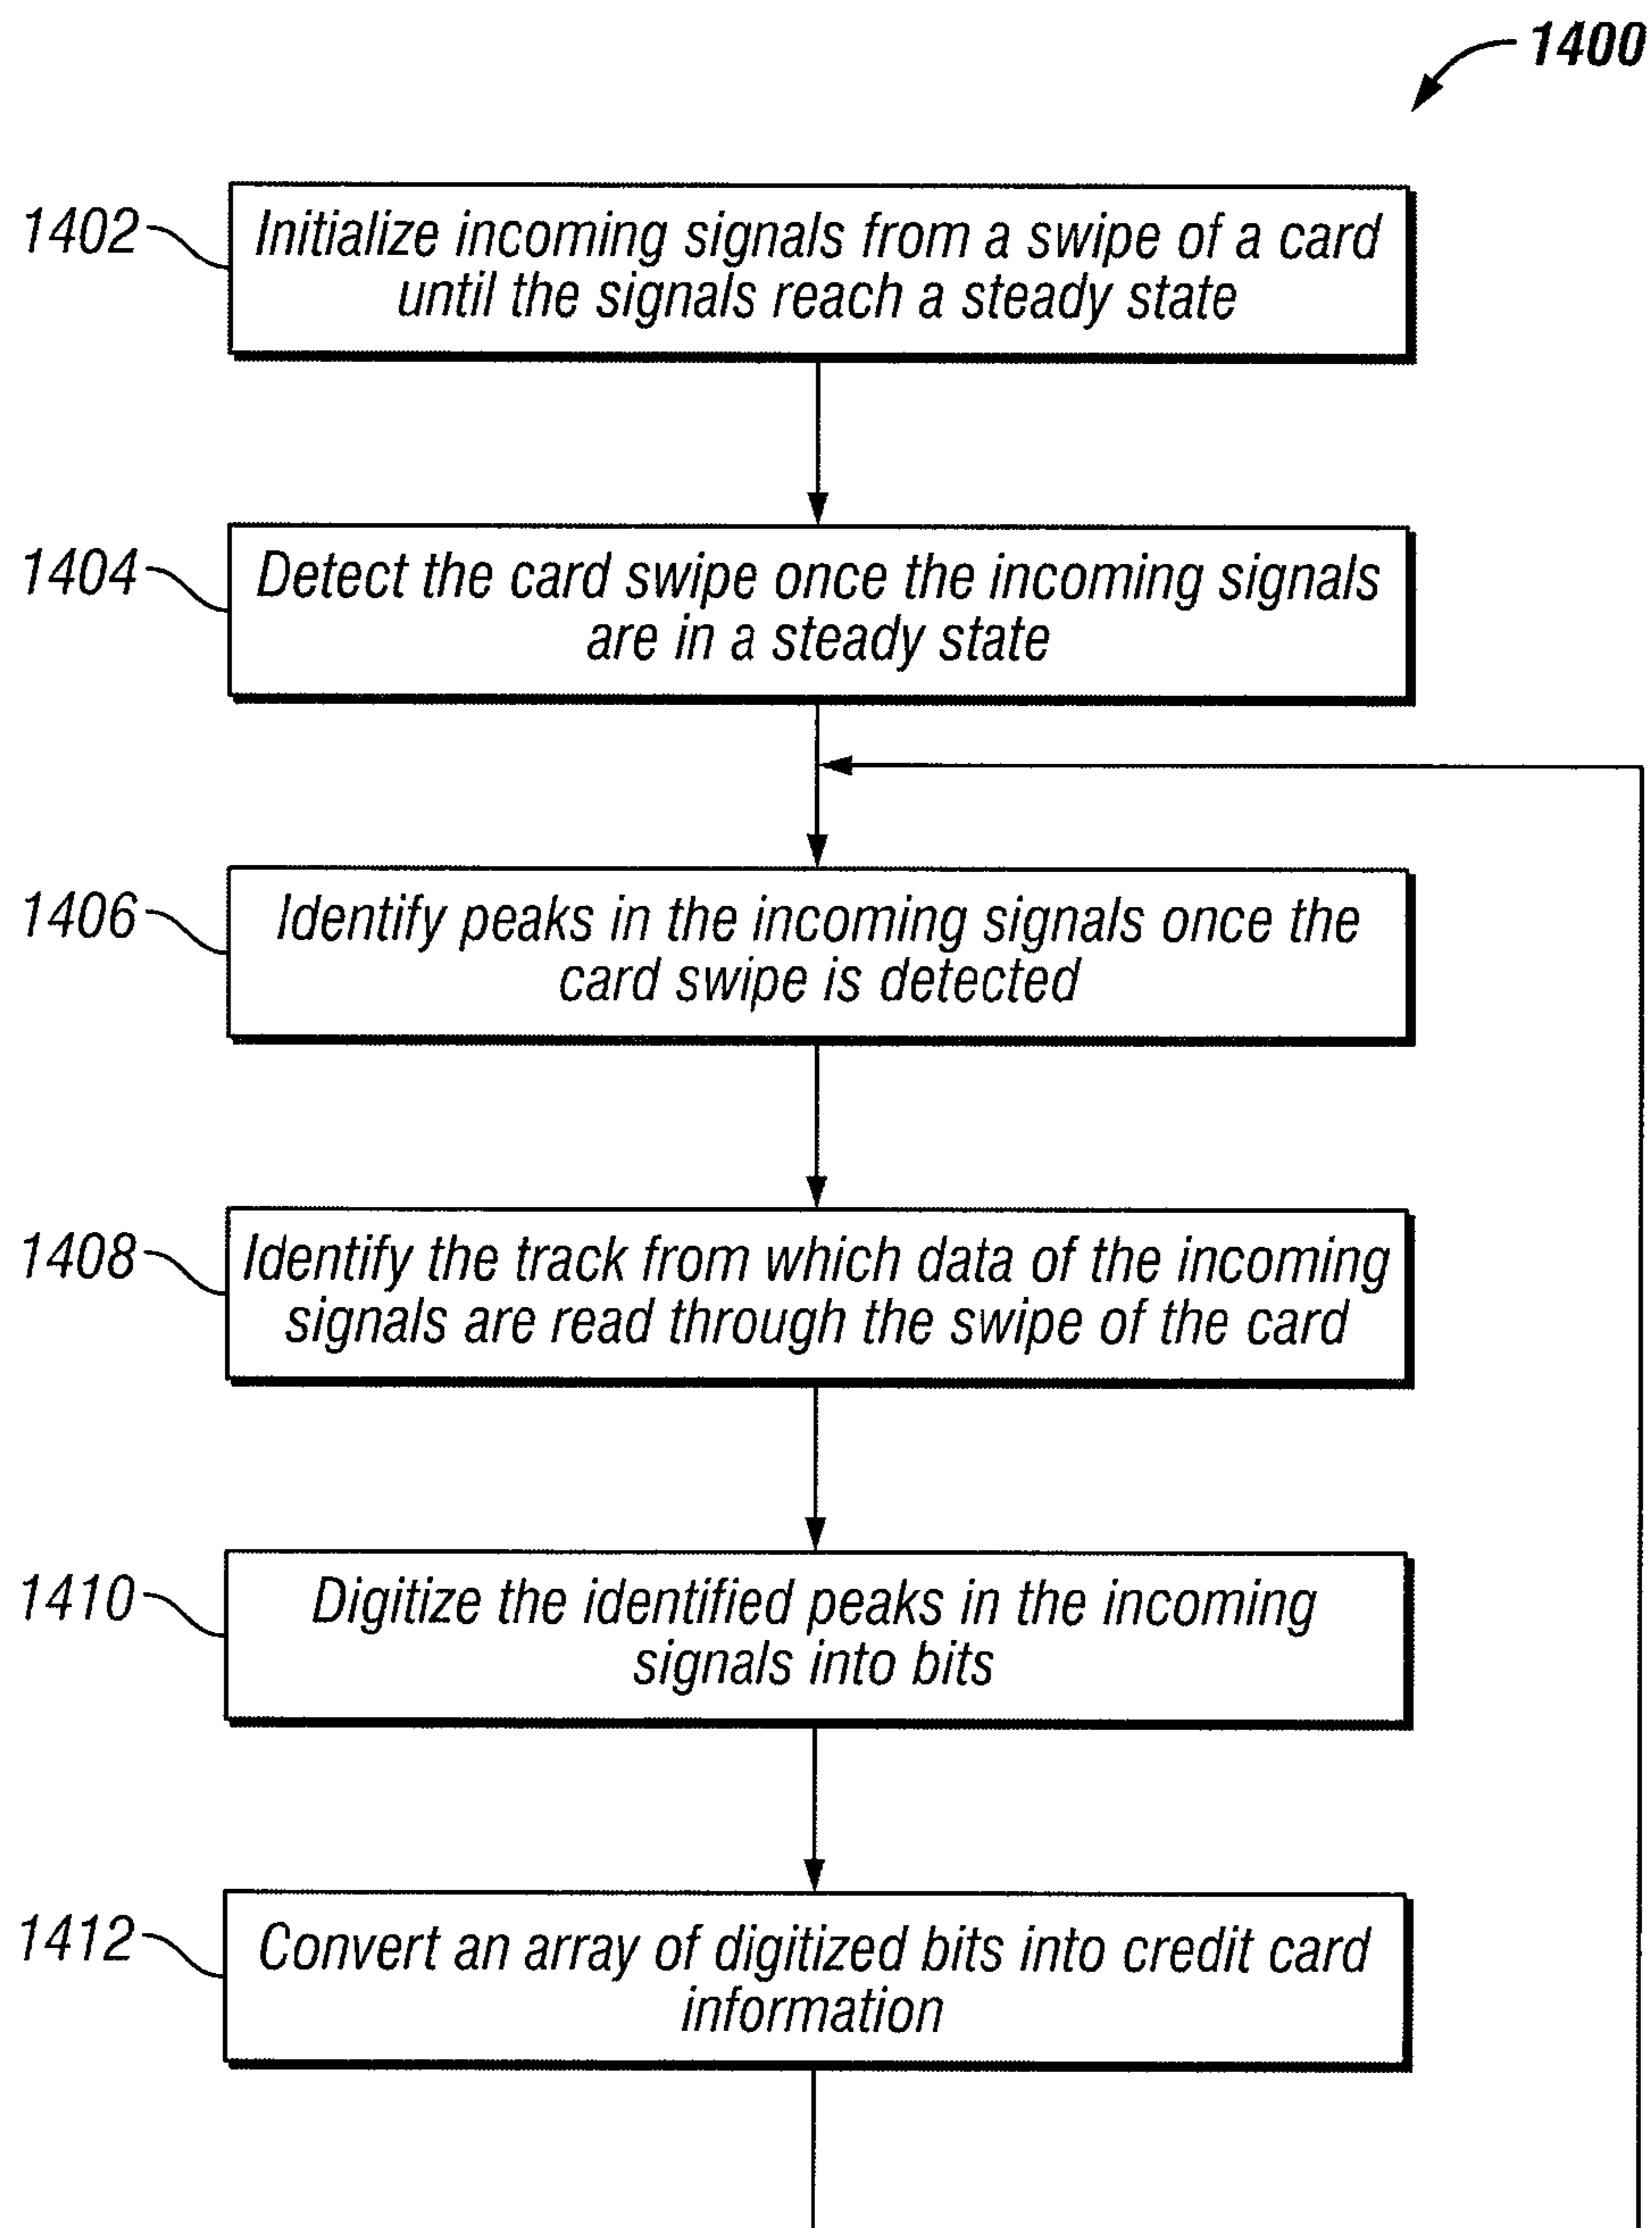 1400
1402
Initialize incoming signals from a swipe of a card
until the signals reach a steady state
1404
Detect the card swipe once the incoming signals
are in a steady state
1406
Identify peaks in the incoming signals once the
card swipe is detected
1408
Identify the track from which data of the incoming
signals are read through the swipe of the card
1410
Digitize the identified peaks in the incoming
signals into bits
1412
Convert an array of digitized bits into credit card
information